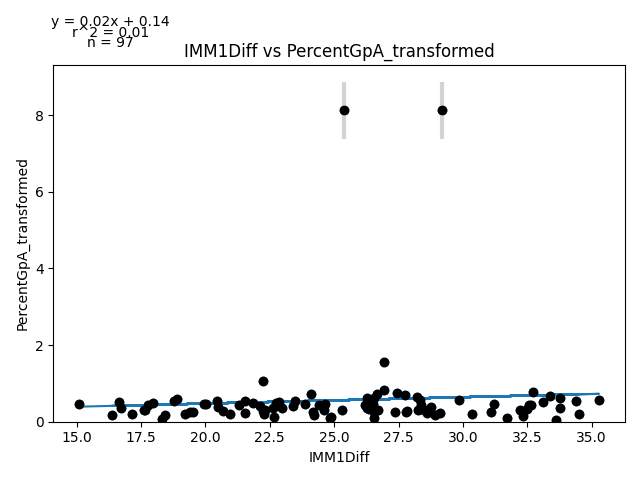 y = 0.02x + 0.14
r^2 = 0.01
n = 97
IMM1Diff vs PercentGpA_transformed
PercentGpA_transformed
8
6
4
2
0
15.0 17.5 20.0 22.5 25.0 27.5 30.0 32.5 35.0
IMM1Diff